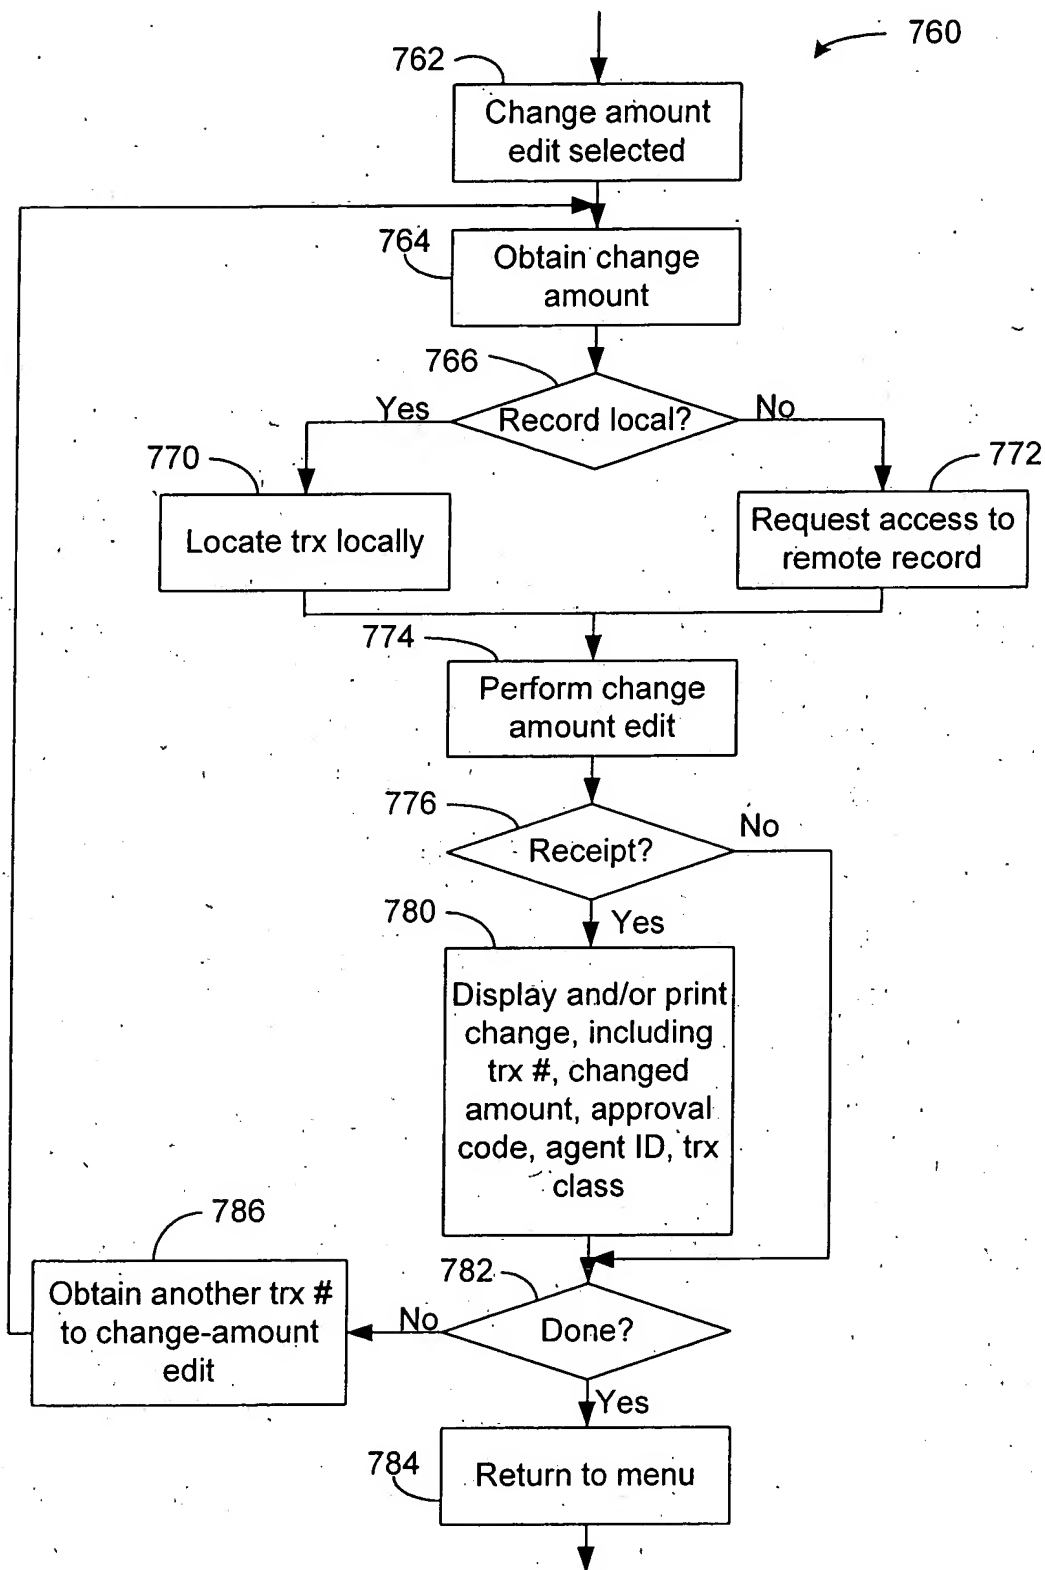 760
762
Change amount
edit selected
764
Obtain change
amount
766
Yes
Record local?
No
770
772
Locate trx locally
Request access to
remote record
774
Perform change
amount edit
776
Receipt?
No
780
Yes
Display and/or print
change, including
trx #, changed
amount, approval
code, agent ID, trx
class
786
782
Obtain another trx #
to change-amount
edit
No
Done?
Yes
784
Return to menu